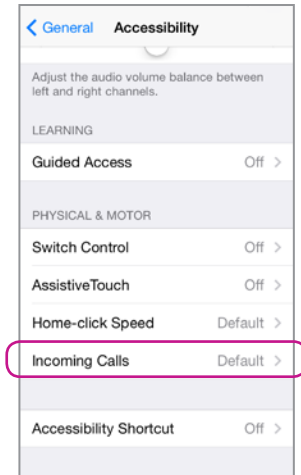 General Accessibility
Adjust the audio volume balance between
left and right channels.
LEARNING
Guided Access Off
PHYSICAL & MOTOR
Switch Control Off
AssistiveTouch Off
Home-click Speed Default
Incoming Calls Default
Accessibility Shortcut Off